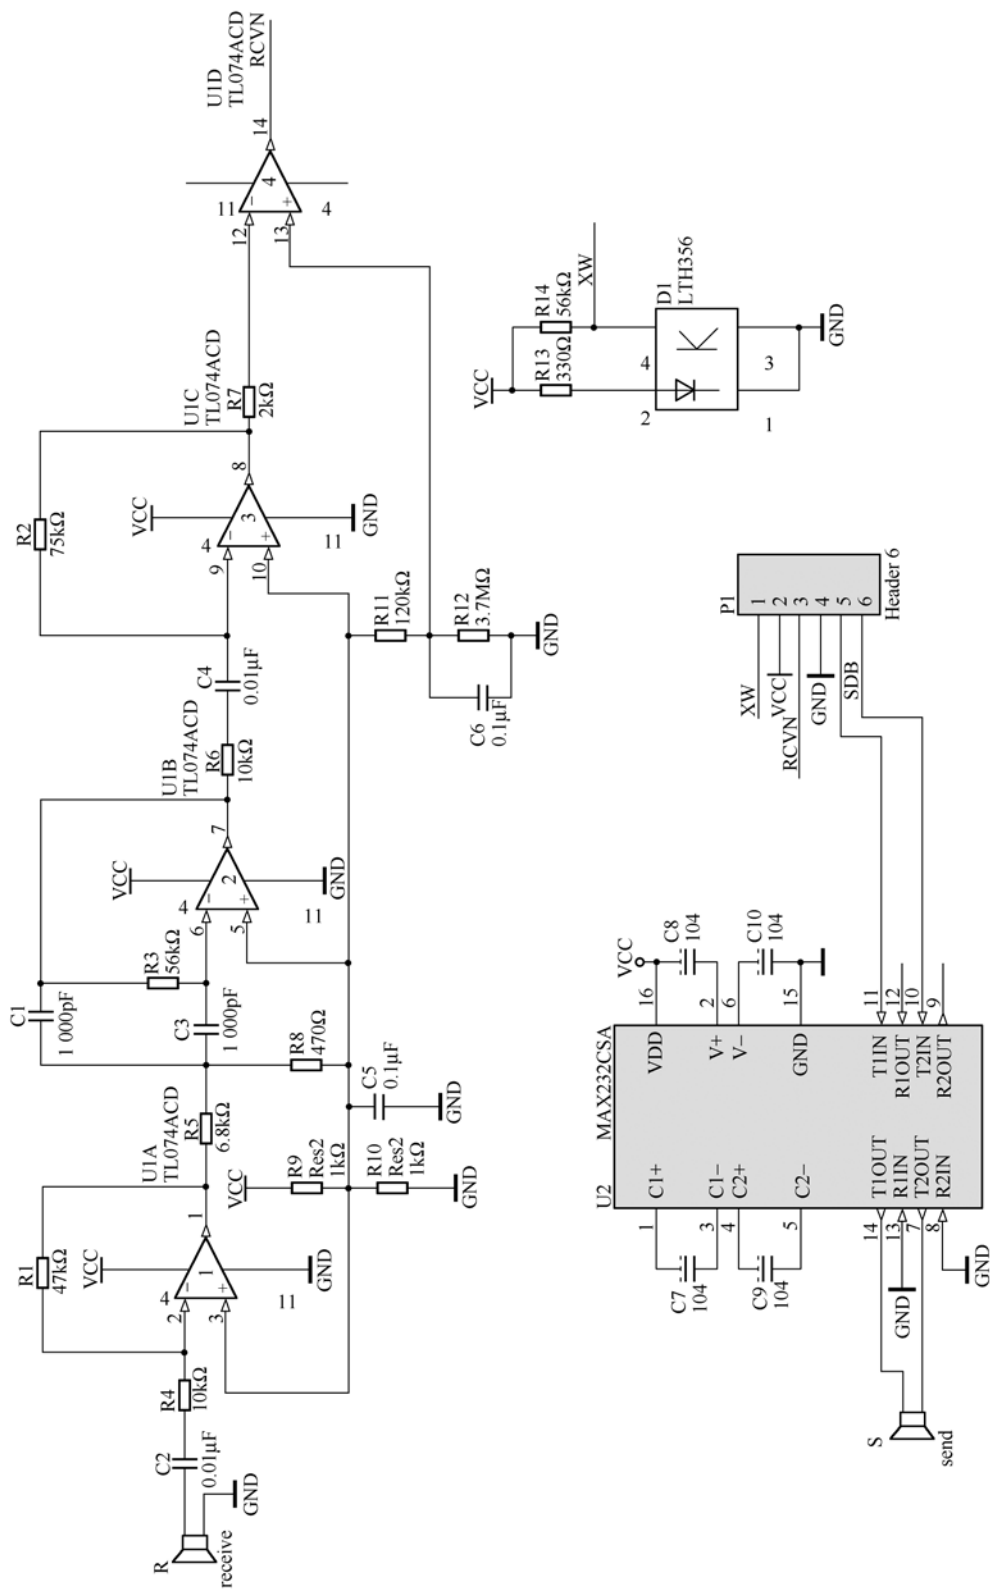 R
receive
GND
C2
0.01μF
R4
10kΩ
R1
47kΩ
VCC
4
2
3
1
1
−
+
11
GND
U1A
TL074ACD
R5
6.8kΩ
VCC
R9
Res2
1kΩ
R10
Res2
1kΩ
GND
C5
0.1μF
GND
R8
470Ω
C1
1 000pF
C3
1 000pF
R3
56kΩ
VCC
4
6
5
2
7
−
+
11
GND
U1B
TL074ACD
R6
10kΩ
C4
0.01μF
R2
75kΩ
VCC
4
9
10
3
8
−
+
11
GND
U1C
TL074ACD
R7
2kΩ
R11
120kΩ
R12
3.7MΩ
C6
0.1μF
GND
11
12
13
4
−
+
4
14
U1D
TL074ACD
RCVN
VCC
R13
330Ω
R14
56kΩ
XW
D1
LTH356
2
4
1
3
GND
U2
MAX232CSA
C7
104
C9
104
1
3
4
5
C1+
C1−
C2+
C2−
VDD
V+
V−
GND
16
2
6
15
VCC
C8
104
C10
104
S
send
GND
GND
14
13
7
8
T1OUT
R1IN
T2OUT
R2IN
T1IN
R1OUT
T2IN
R2OUT
11
12
10
9
XW
VCC
RCVN
GND
SDB
P1
1
2
3
4
5
6
Header 6